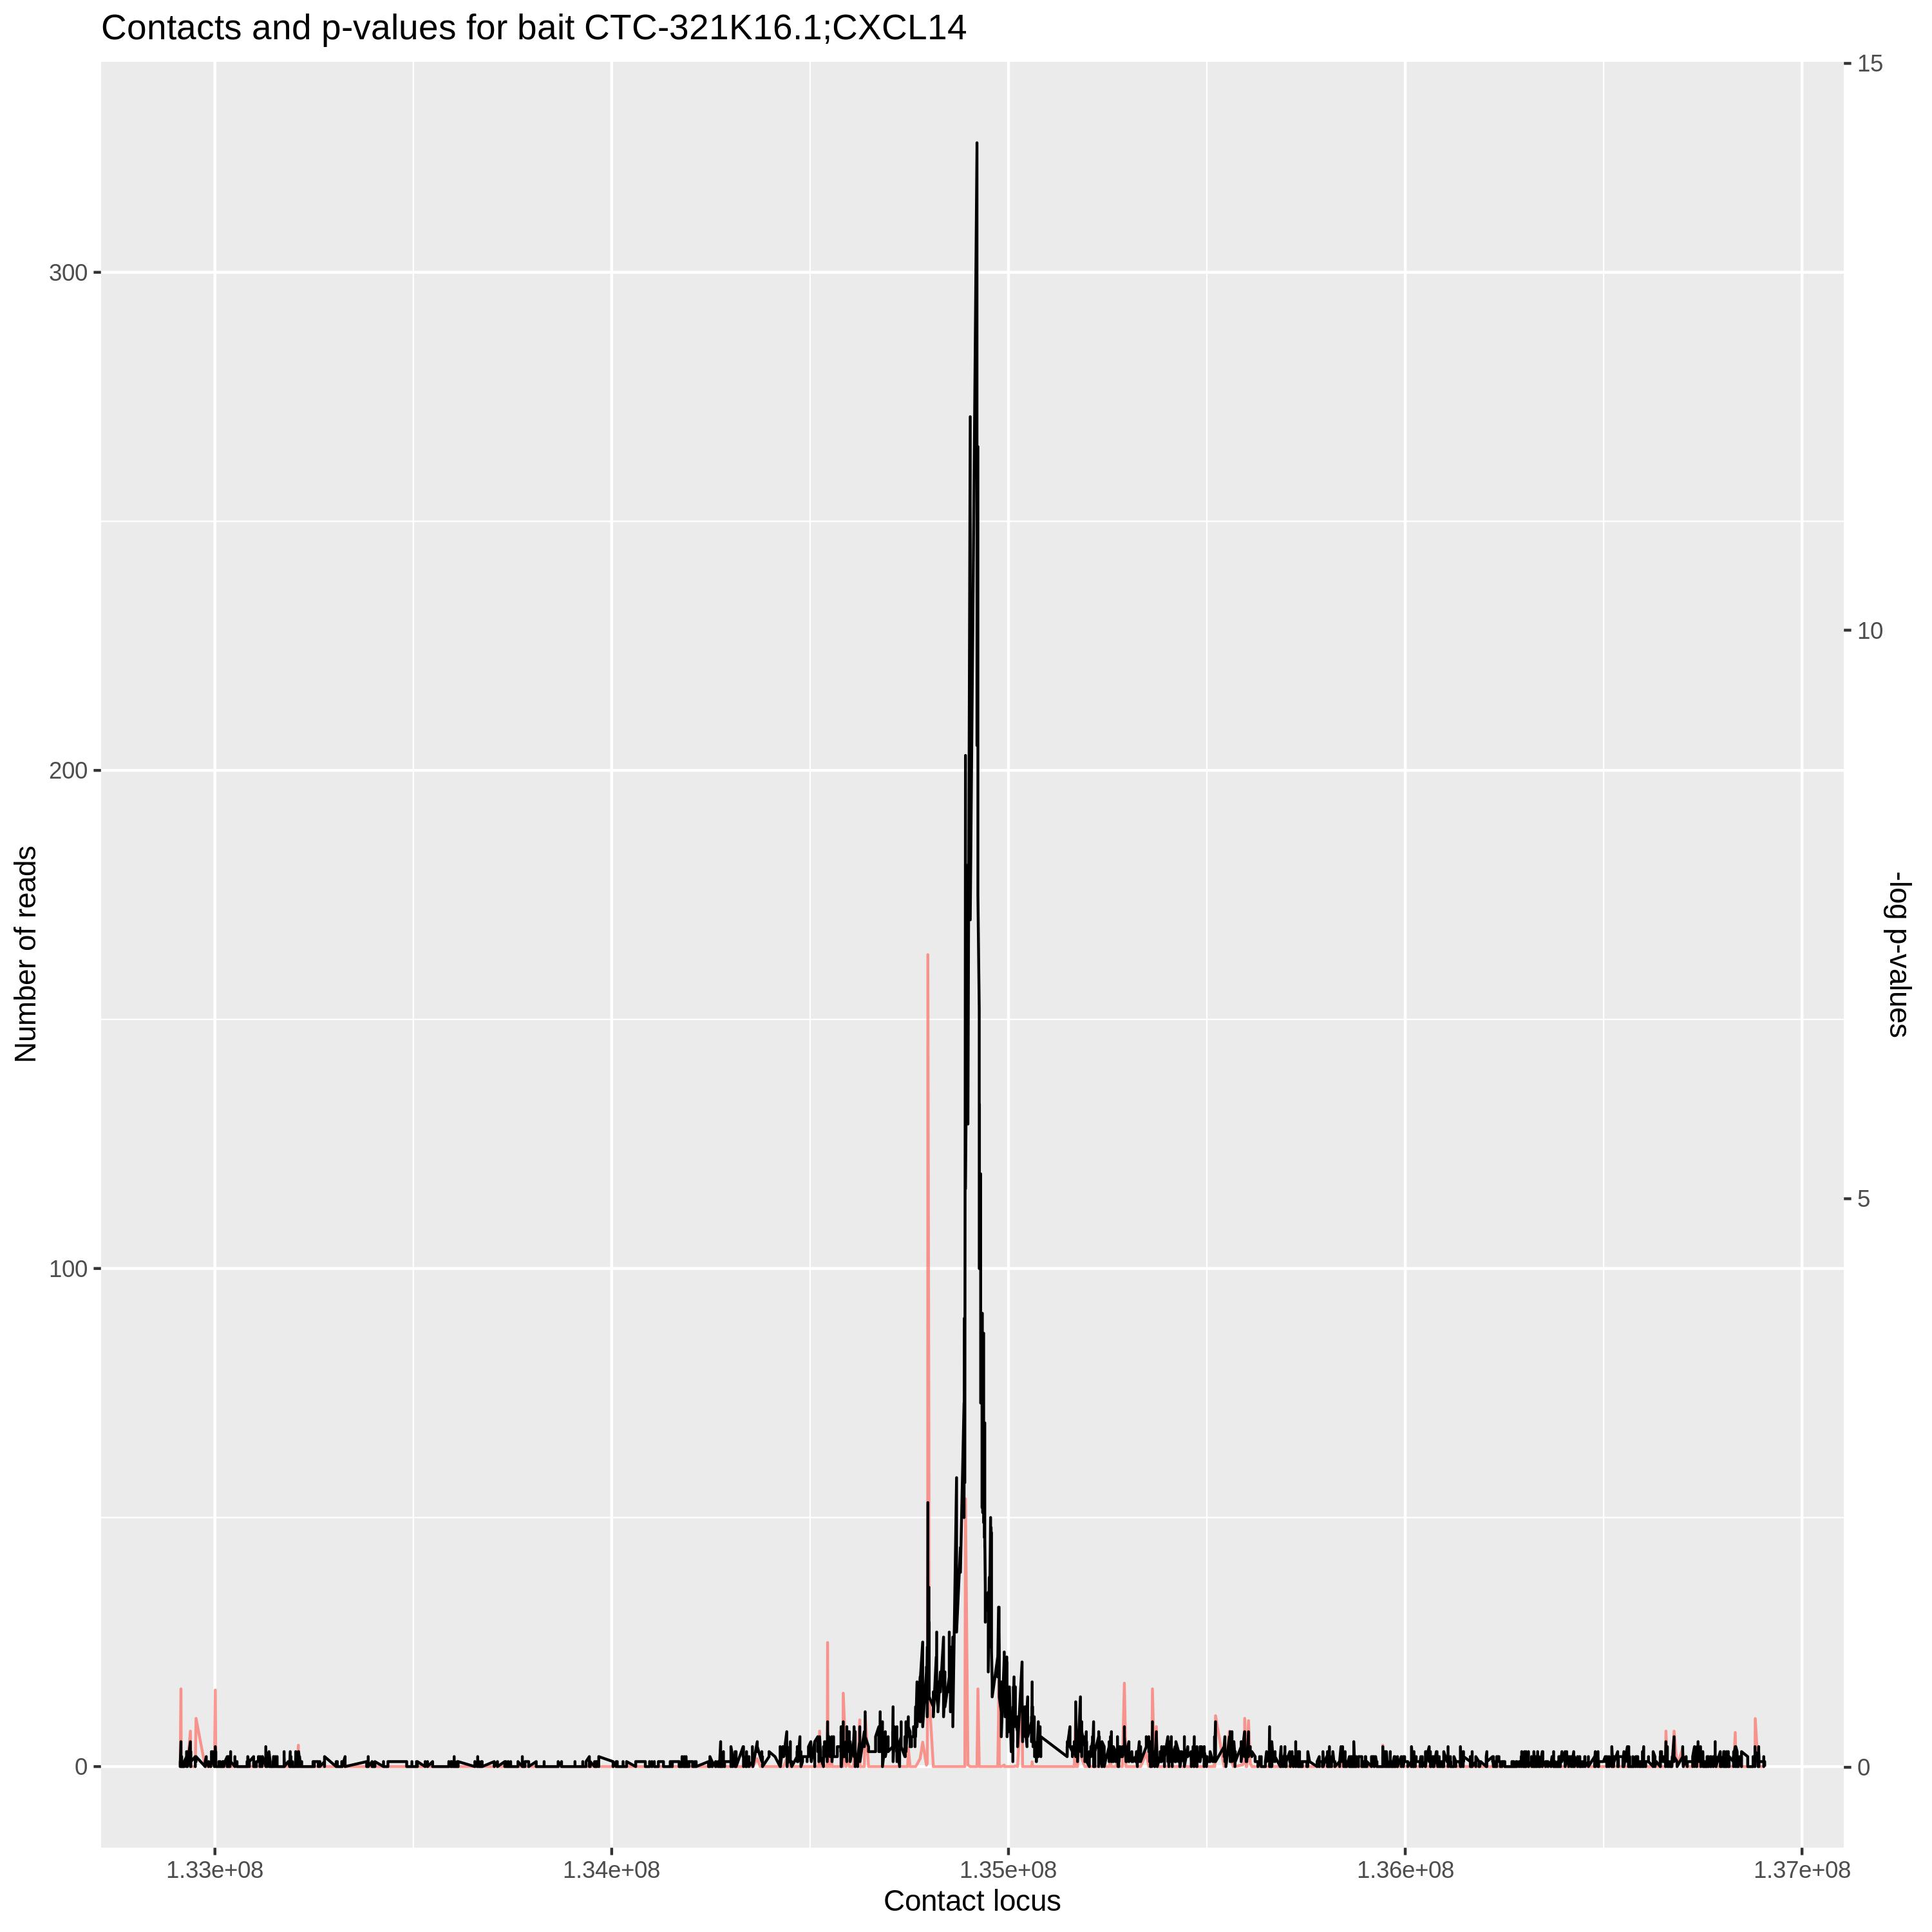 Contacts and p-values for bait CTC-321K16.1;CXCL14
15
300
10
200
Number of reads
-log p-values
5
100
0
0
1.33e+08
1.34e+08
1.35e+08
1.36e+08
1.37e+08
Contact locus